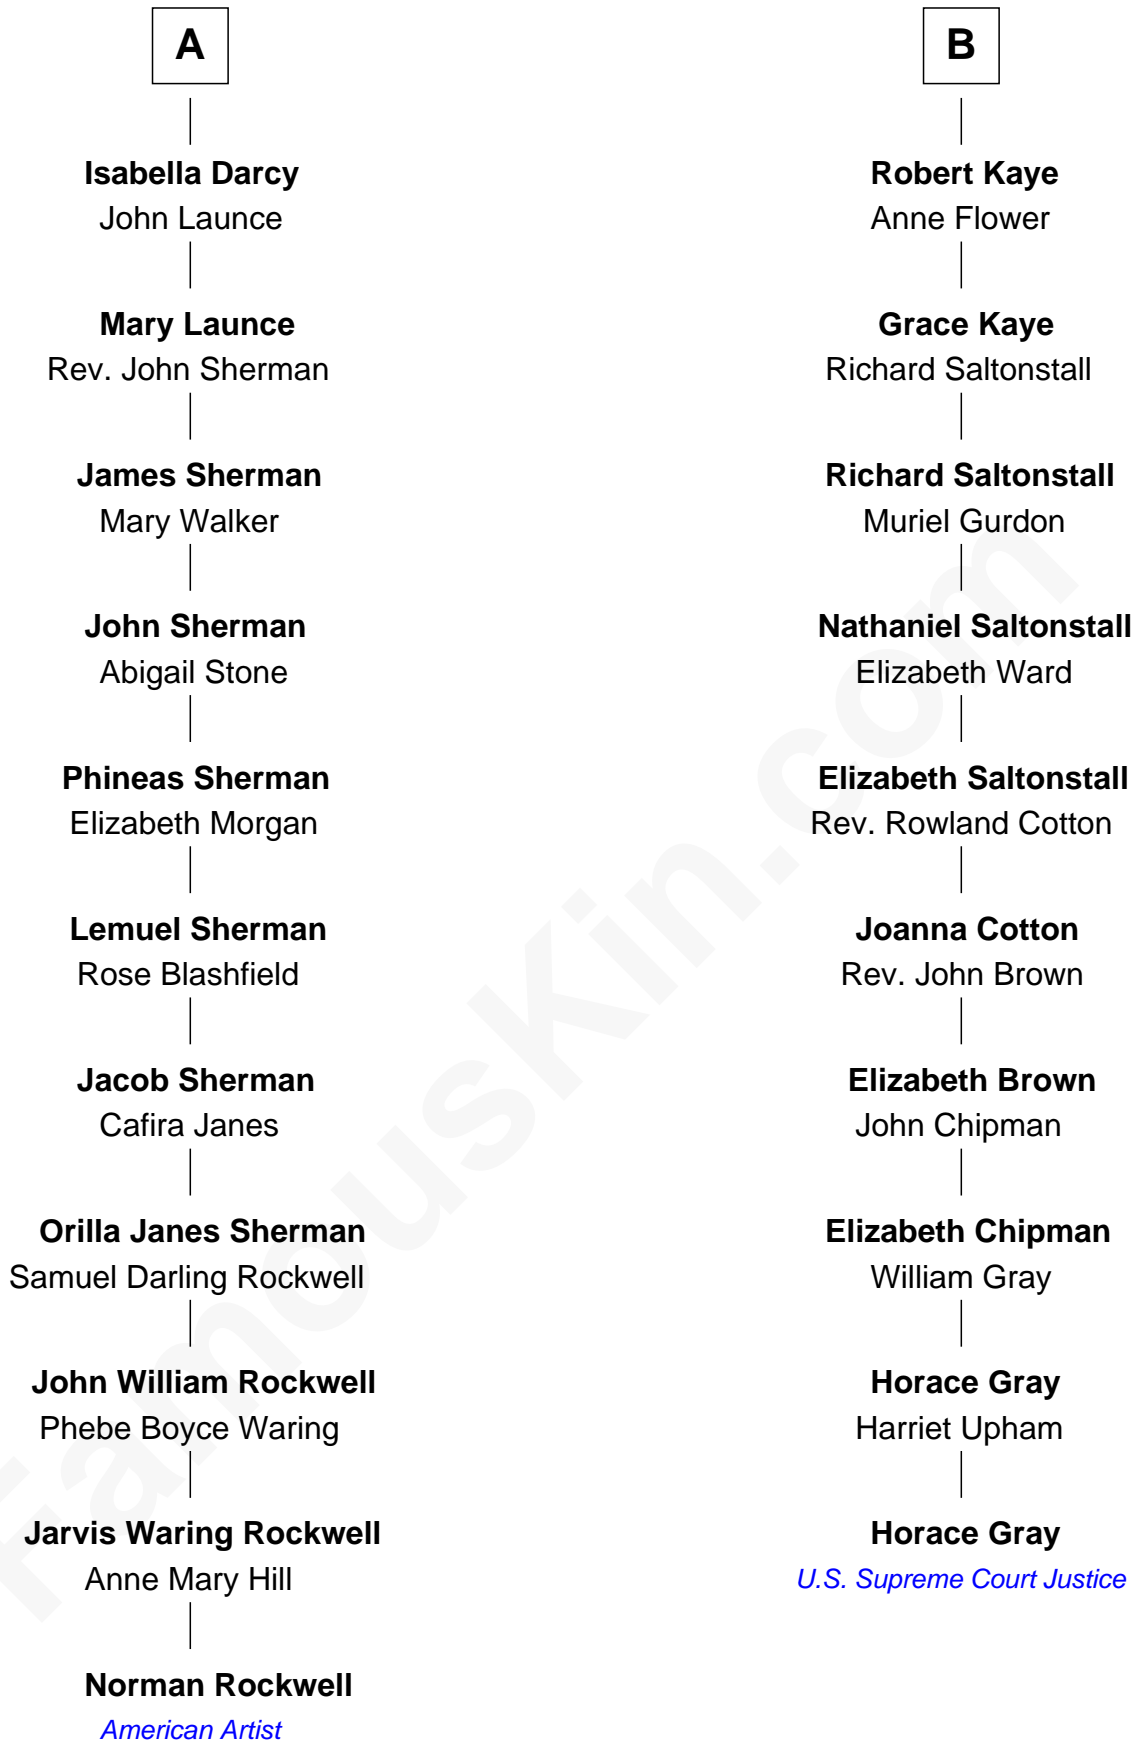 A
Isabella Darcy
John Launce
Mary Launce
Rev. John Sherman
James Sherman
Mary Walker
John Sherman
Abigail Stone
Phineas Sherman
Elizabeth Morgan
Lemuel Sherman
Rose Blashfield
Jacob Sherman
Cafira Janes
Orilla Janes Sherman
Samuel Darling Rockwell
John William Rockwell
Phebe Boyce Waring
Jarvis Waring Rockwell
Anne Mary Hill
Norman Rockwell
American Artist
B
Robert Kaye
Anne Flower
Grace Kaye
Richard Saltonstall
Richard Saltonstall
Muriel Gurdon
Nathaniel Saltonstall
Elizabeth Ward
Elizabeth Saltonstall
Rev. Rowland Cotton
Joanna Cotton
Rev. John Brown
Elizabeth Brown
John Chipman
Elizabeth Chipman
William Gray
Horace Gray
Harriet Upham
Horace Gray
U.S. Supreme Court Justice
FamousKin.com